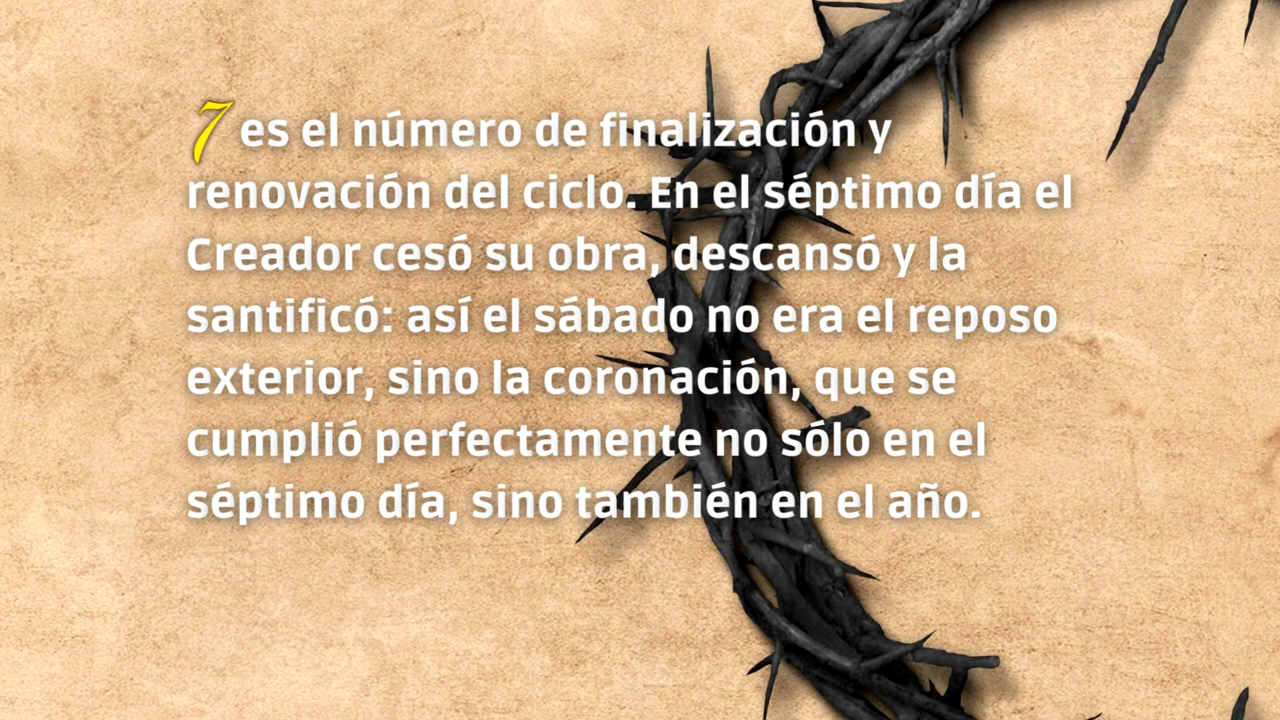 7 es el número de finalización y
renovación del ciclo. En el séptimo día el
Creador cesó su obra, descansó y la
santificó: así el sábado no era el reposo
exterior, sino la coronación, que se
cumplió perfectamente no sólo en el
séptimo día, sino también en el año.